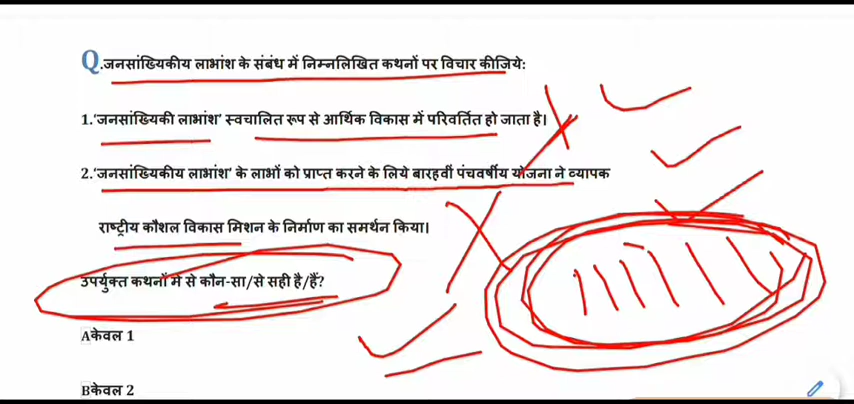 Q.जनसांख्यिकीय लाभांश के संबंध में निम्नलिखित कथनों पर विचार कीजिये:
1.'जनसांख्यिकी लाभांश' स्वचालित रूप से आर्थिक विकास में परिवर्तित हो जाता है।
2.'जनसांख्यिकीय लाभांश' के लाभों को प्राप्त करने के लिये बारहवीं पंचवर्षीय योजना ने व्यापक
राष्ट्रीय कौशल विकास मिशन के निर्माण का समर्थन किया।
उपर्युक्त कथनों में से कौन-सा/से सही है/हैं?
Aकेवल 1
Bकेवल 2